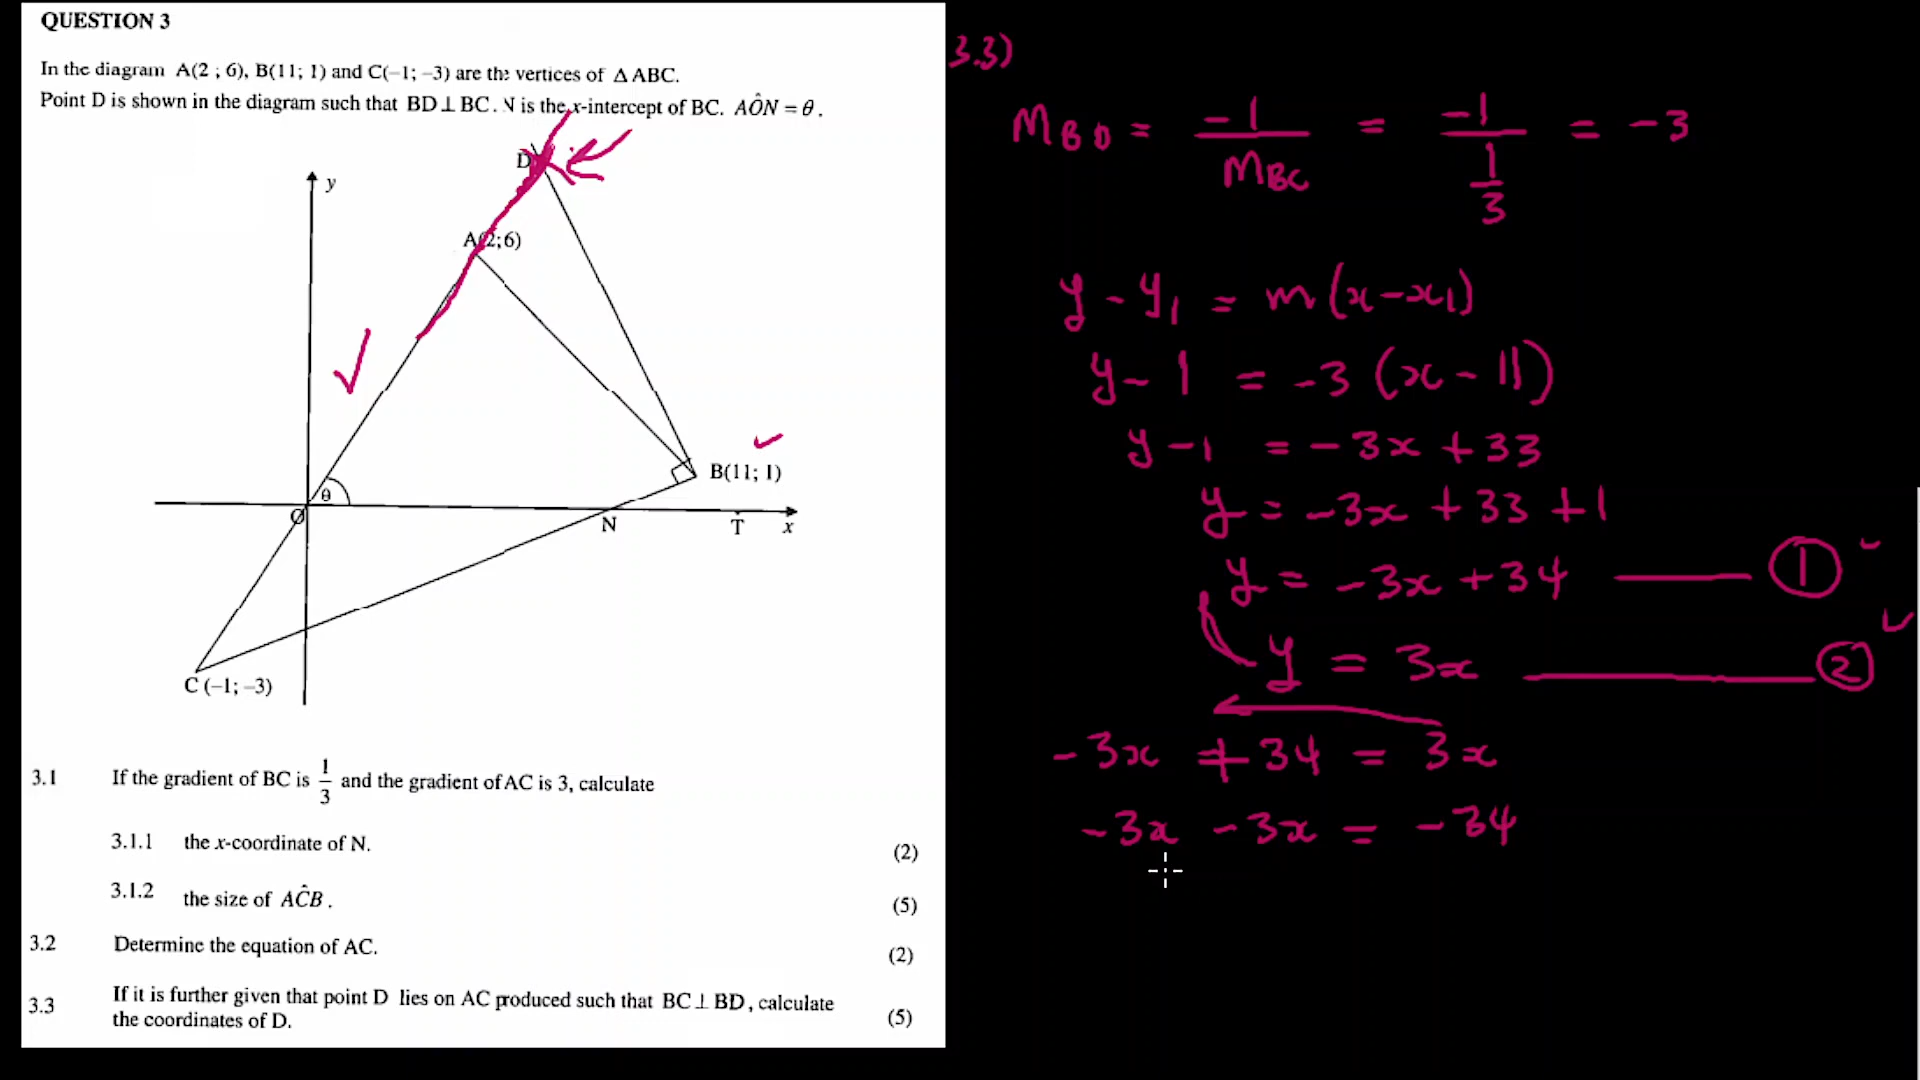 QUESTION 3
In the diagram A(2 ; 6), B(11; 1) and C(–1; –3) are the vertices of Δ ABC.
Point D is shown in the diagram such that BD ⊥ BC. N is the x-intercept of BC. AÔN = θ.
D
y
A(2;6)
B(11; 1)
θ
O
N
T
x
C (–1; –3)
3.1 If the gradient of BC is 1/3 and the gradient of AC is 3, calculate
3.1.1 the x-coordinate of N. (2)
3.1.2 the size of AĈB . (5)
3.2 Determine the equation of AC. (2)
3.3 If it is further given that point D lies on AC produced such that BC ⊥ BD, calculate
the coordinates of D. (5)
3.3)
M_BD = -1/M_BC = -1/(1/3) = -3
y - y₁ = m(x-x₁)
y - 1 = -3 (x - 11)
y - 1 = -3x + 33
y = -3x + 33 + 1
y = -3x + 34 —— ①
y = 3x —— ②
-3x + 34 = 3x
-3x - 3x = -34